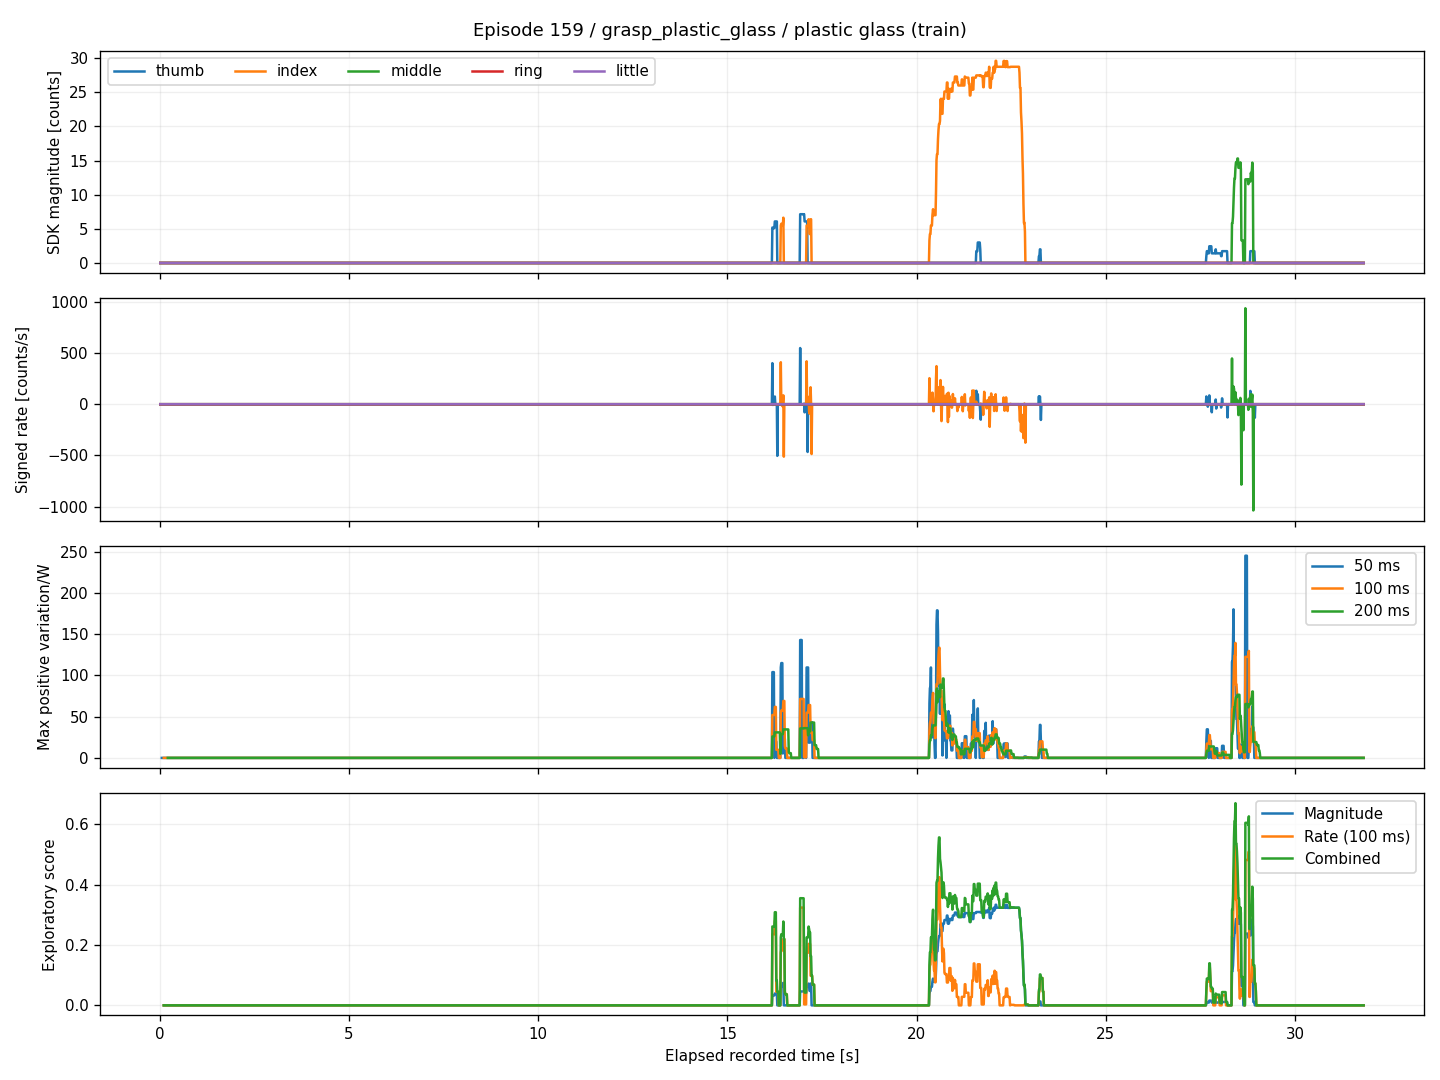 Episode 159 / grasp_plastic_glass / plastic glass (train)
SDK magnitude [counts]
30
25
20
15
10
5
0
thumb index middle ring little
Signed rate [counts/s]
1000
500
0
−500
−1000
Max positive variation/W
250
200
150
100
50
0
50 ms
100 ms
200 ms
Exploratory score
0.6
0.4
0.2
0.0
Magnitude
Rate (100 ms)
Combined
0 5 10 15 20 25 30
Elapsed recorded time [s]